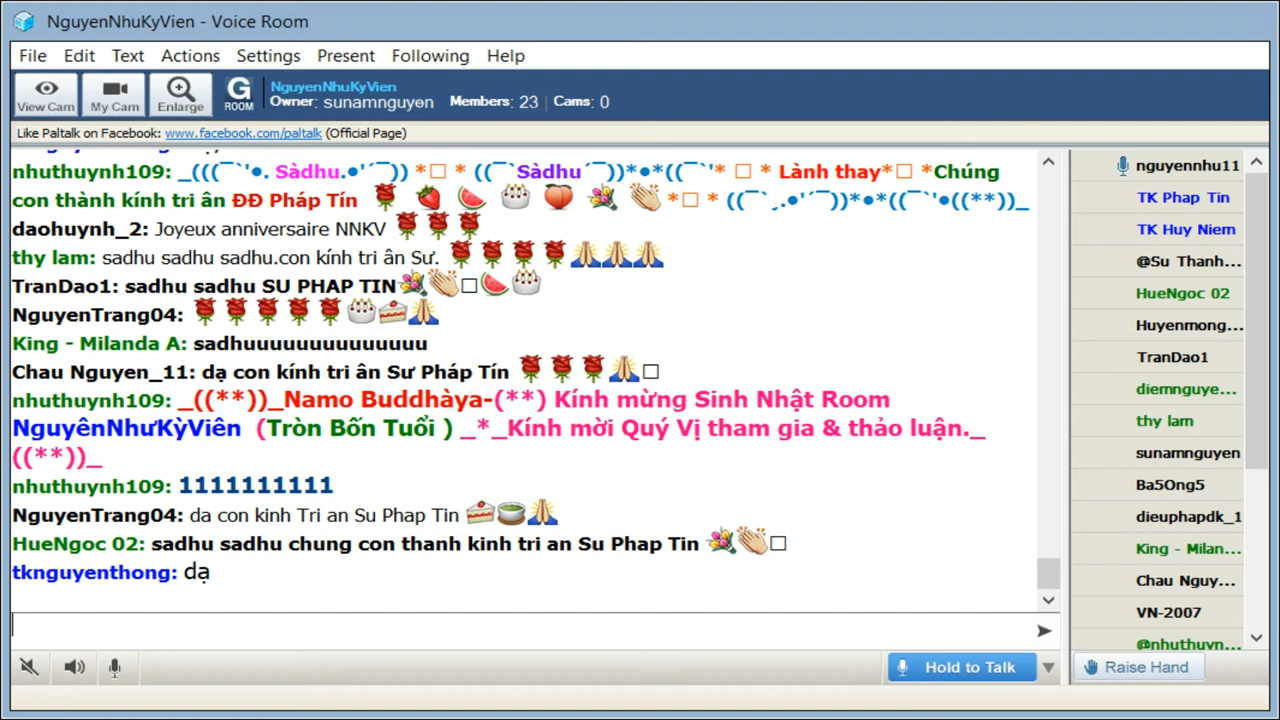 NguyenNhuKyVien - Voice Room
File Edit Text Actions Settings Present Following Help
View Cam My Cam Enlarge G ROOM
NguyenNhuKyVien
Owner: sunamnguyen Members: 23 | Cams: 0
Like Paltalk on Facebook: www.facebook.com/paltalk (Official Page)
nhuthuynh109: _(((¯`'•. Sàdhu.•'´¯)) *□ * ((¯`Sàdhu´¯))*•*((¯`'* □ * Lành thay*□ *Chúng
con thành kính tri ân ĐĐ Pháp Tín 🌹 🍓 🍉 🎂 🍑 💐 👏 *□ * ((¯`¸.•'´¯))*•*((¯`'•((**))_
daohuynh_2: Joyeux anniversaire NNKV 🌹 🌹 🌹
thy lam: sadhu sadhu sadhu.con kính tri ân Sư. 🌹 🌹 🌹 🌹 🙏 🙏 🙏
TranDao1: sadhu sadhu SU PHAP TIN 💐 👏 □ 🍉 🎂
NguyenTrang04: 🌹 🌹 🌹 🌹 🌹 🎂 🍰 🙏
King - Milanda A: sadhuuuuuuuuuuuuuu
Chau Nguyen_11: dạ con kính tri ân Sư Pháp Tín 🌹 🌹 🌹 🙏 □
nhuthuynh109: _((**))_Namo Buddhàya-(**) Kính mừng Sinh Nhật Room
NguyênNhưKỳViên (Tròn Bốn Tuổi ) _*_Kính mời Quý Vị tham gia & thảo luận._
((**))_
nhuthuynh109: 1111111111
NguyenTrang04: da con kinh Tri an Su Phap Tin 🍰 🍵 🙏
HueNgoc 02: sadhu sadhu chung con thanh kinh tri an Su Phap Tin 💐 👏 □
tknguyenthong: dạ
nguyennhu11
TK Phap Tin
TK Huy Niem
@Su Thanh...
HueNgoc 02
Huyenmong...
TranDao1
diemnguye...
thy lam
sunamnguyen
Ba5Ong5
dieuphapdk_1
King - Milan...
Chau Nguy...
VN-2007
@nhuthuyn...
Hold to Talk
Raise Hand